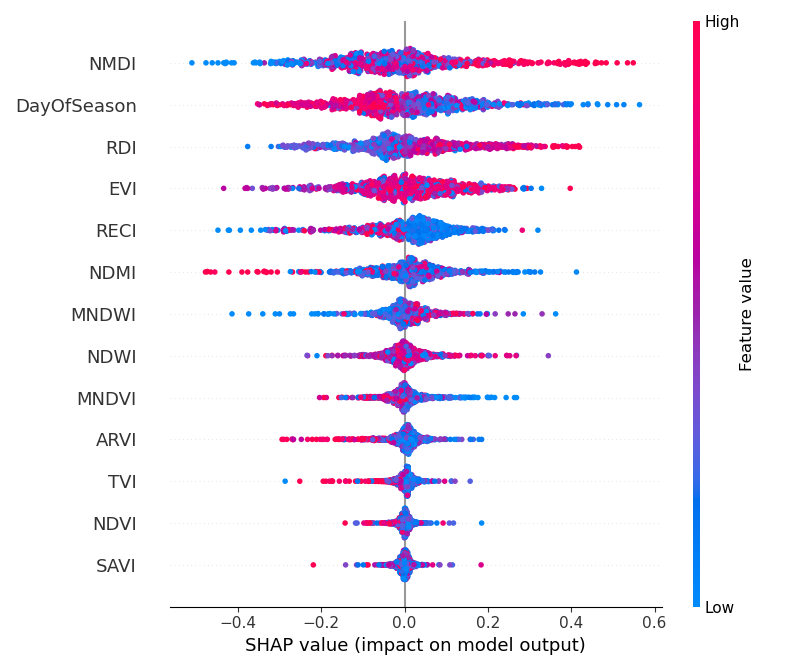 High
NMDI
DayOfSeason
RDI
EVI
RECI
NDMI
MNDWI
NDWI
MNDVI
ARVI
TVI
NDVI
SAVI
Feature value
Low
−0.4 −0.2 0.0 0.2 0.4 0.6
SHAP value (impact on model output)